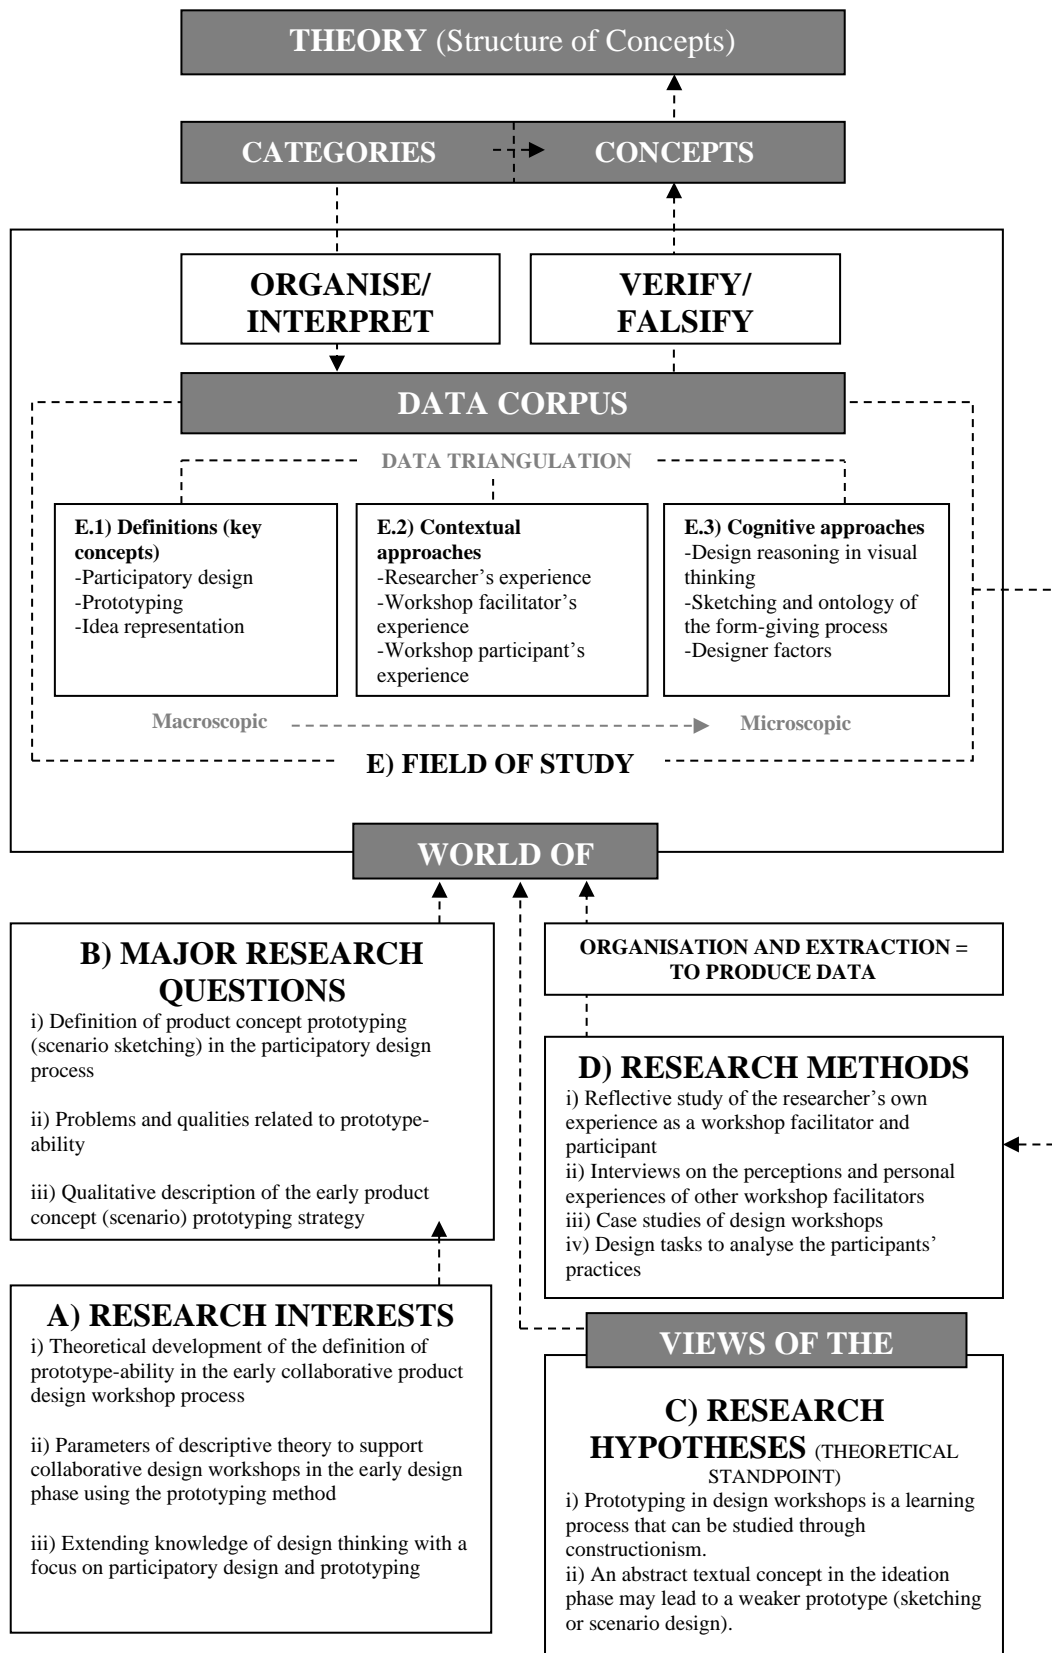 THEORY (Structure of Concepts)
CATEGORIES
CONCEPTS
ORGANISE/
INTERPRET
VERIFY/
FALSIFY
DATA CORPUS
DATA TRIANGULATION
E.1) Definitions (key
concepts)
-Participatory design
-Prototyping
-Idea representation
E.2) Contextual
approaches
-Researcher's experience
-Workshop facilitator's
experience
-Workshop participant's
experience
E.3) Cognitive approaches
-Design reasoning in visual
thinking
-Sketching and ontology of
the form-giving process
-Designer factors
Macroscopic
Microscopic
E) FIELD OF STUDY
WORLD OF
B) MAJOR RESEARCH
QUESTIONS
i) Definition of product concept prototyping
(scenario sketching) in the participatory design
process
ii) Problems and qualities related to prototype-
ability
iii) Qualitative description of the early product
concept (scenario) prototyping strategy
ORGANISATION AND EXTRACTION =
TO PRODUCE DATA
D) RESEARCH METHODS
i) Reflective study of the researcher's own
experience as a workshop facilitator and
participant
ii) Interviews on the perceptions and personal
experiences of other workshop facilitators
iii) Case studies of design workshops
iv) Design tasks to analyse the participants'
practices
A) RESEARCH INTERESTS
i) Theoretical development of the definition of
prototype-ability in the early collaborative product
design workshop process
ii) Parameters of descriptive theory to support
collaborative design workshops in the early design
phase using the prototyping method
iii) Extending knowledge of design thinking with a
focus on participatory design and prototyping
VIEWS OF THE
C) RESEARCH
HYPOTHESES (THEORETICAL
STANDPOINT)
i) Prototyping in design workshops is a learning
process that can be studied through
constructionism.
ii) An abstract textual concept in the ideation
phase may lead to a weaker prototype (sketching
or scenario design).